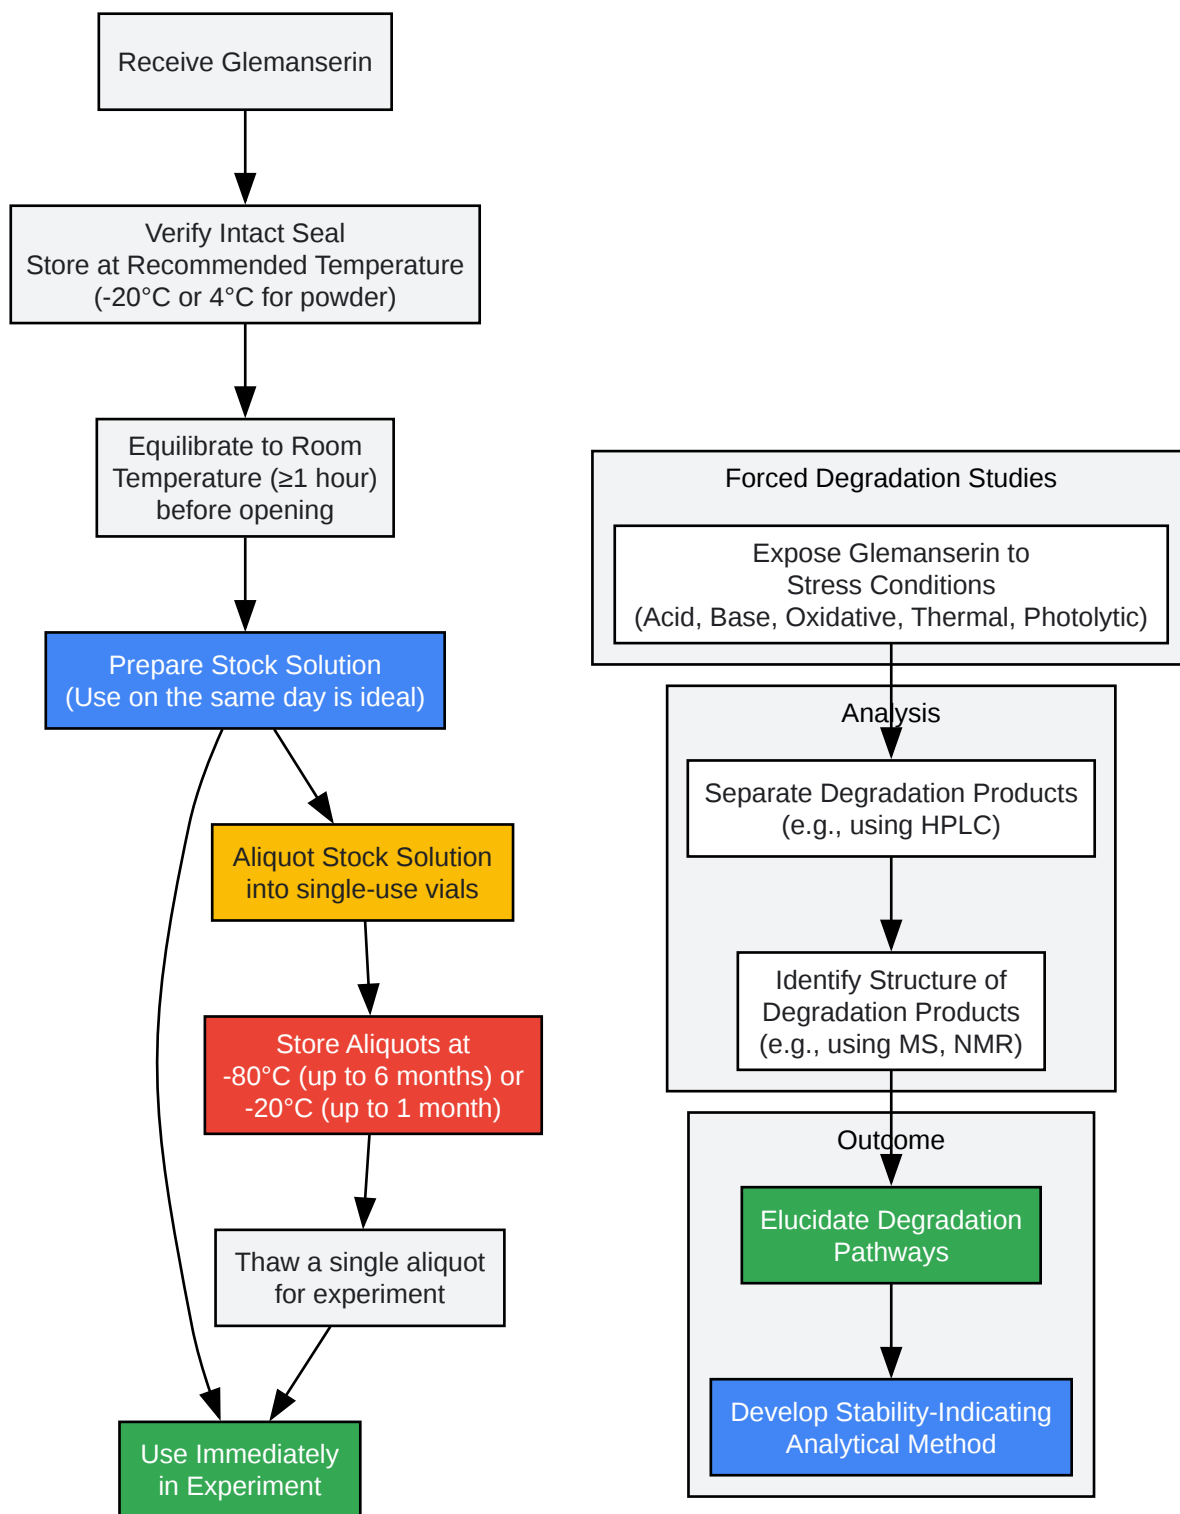 Receive Glemanserin
Verify Intact Seal
Store at Recommended Temperature
(-20°C or 4°C for powder)
Equilibrate to Room
Temperature (≥1 hour)
before opening
Prepare Stock Solution
(Use on the same day is ideal)
Aliquot Stock Solution
into single-use vials
Store Aliquots at
-80°C (up to 6 months) or
-20°C (up to 1 month)
Thaw a single aliquot
for experiment
Use Immediately
in Experiment
Forced Degradation Studies
Expose Glemanserin to
Stress Conditions
(Acid, Base, Oxidative, Thermal, Photolytic)
Analysis
Separate Degradation Products
(e.g., using HPLC)
Identify Structure of
Degradation Products
(e.g., using MS, NMR)
Outcome
Elucidate Degradation
Pathways
Develop Stability-Indicating
Analytical Method